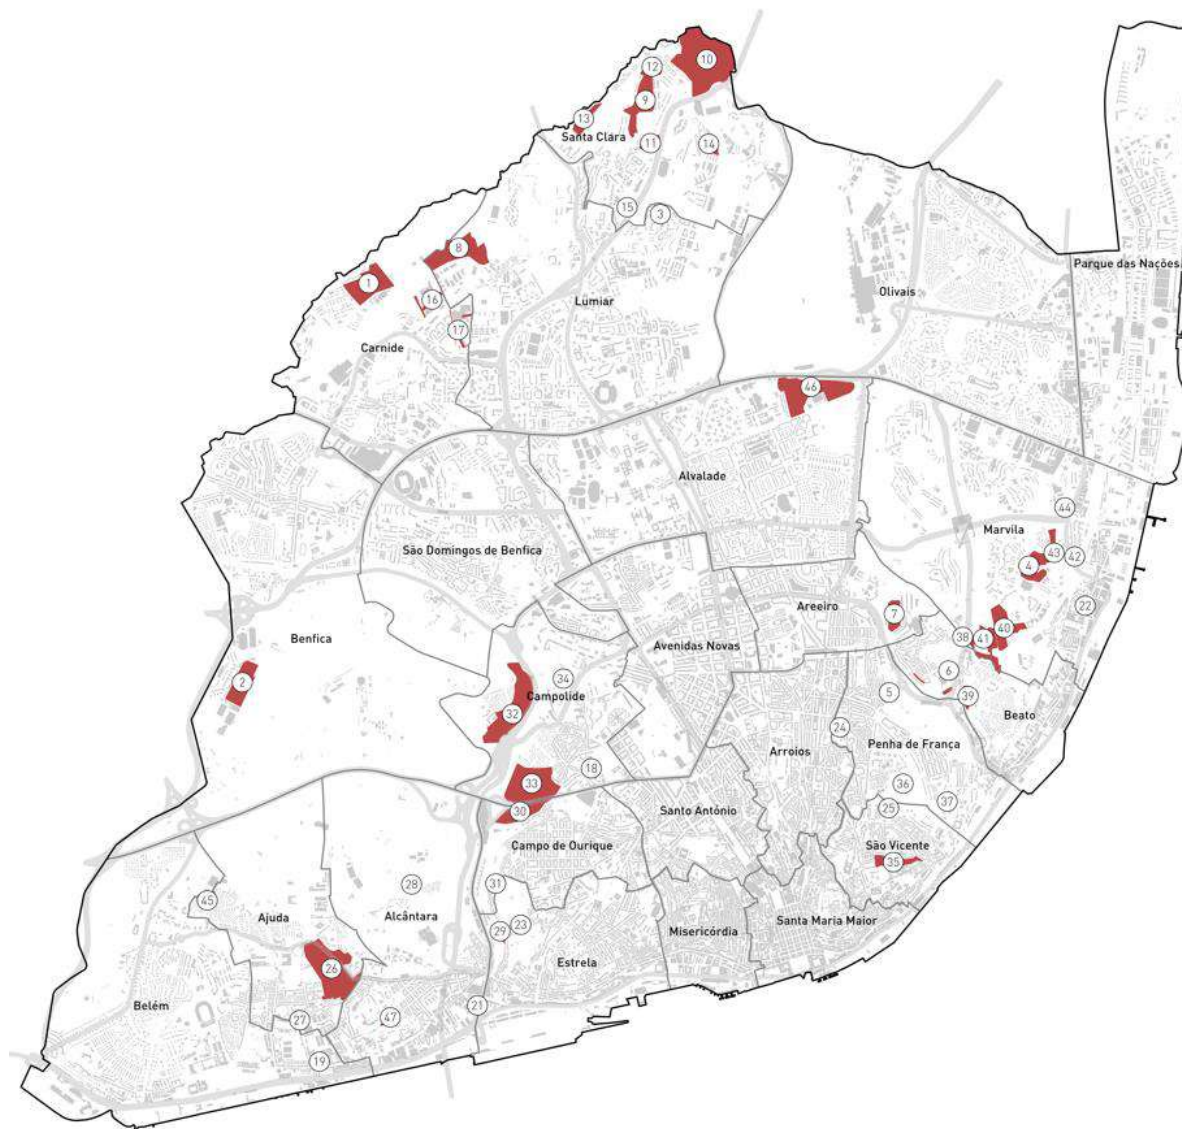 10
12
9
13
Santa Clara
11
14
15
3
8
1
16
17
Lumiar
Carnide
Parque das Nações
Olivais
46
Alvalade
44
Marvila
São Domingos de Benfica
43
42
4
22
Areeiro
7
Benfica
38
41
40
Avenidas Novas
6
2
34
Campolide
5
39
Beato
32
24
Penha de França
Arroios
18
33
36
37
30
Santo António
25
Campo de Ourique
São Vicente
35
31
28
45
Ajuda
Alcântara
23
29
Santa Maria Maior
Misericórdia
Estrela
26
Belém
21
27
47
19